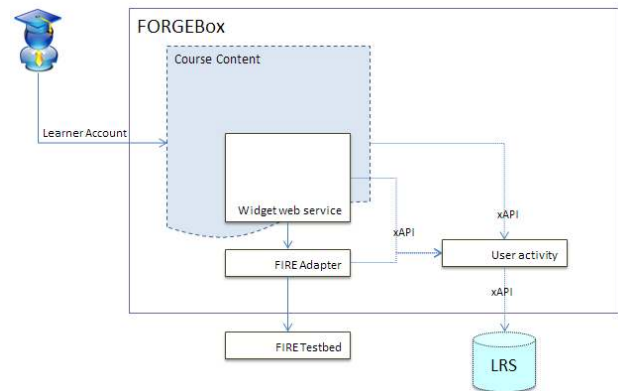 FORGEBox
Course Content
Learner Account
Widget web service
xAPI
xAPI
FIRE Adapter
User activity
xAPI
FIRE Testbed
LRS